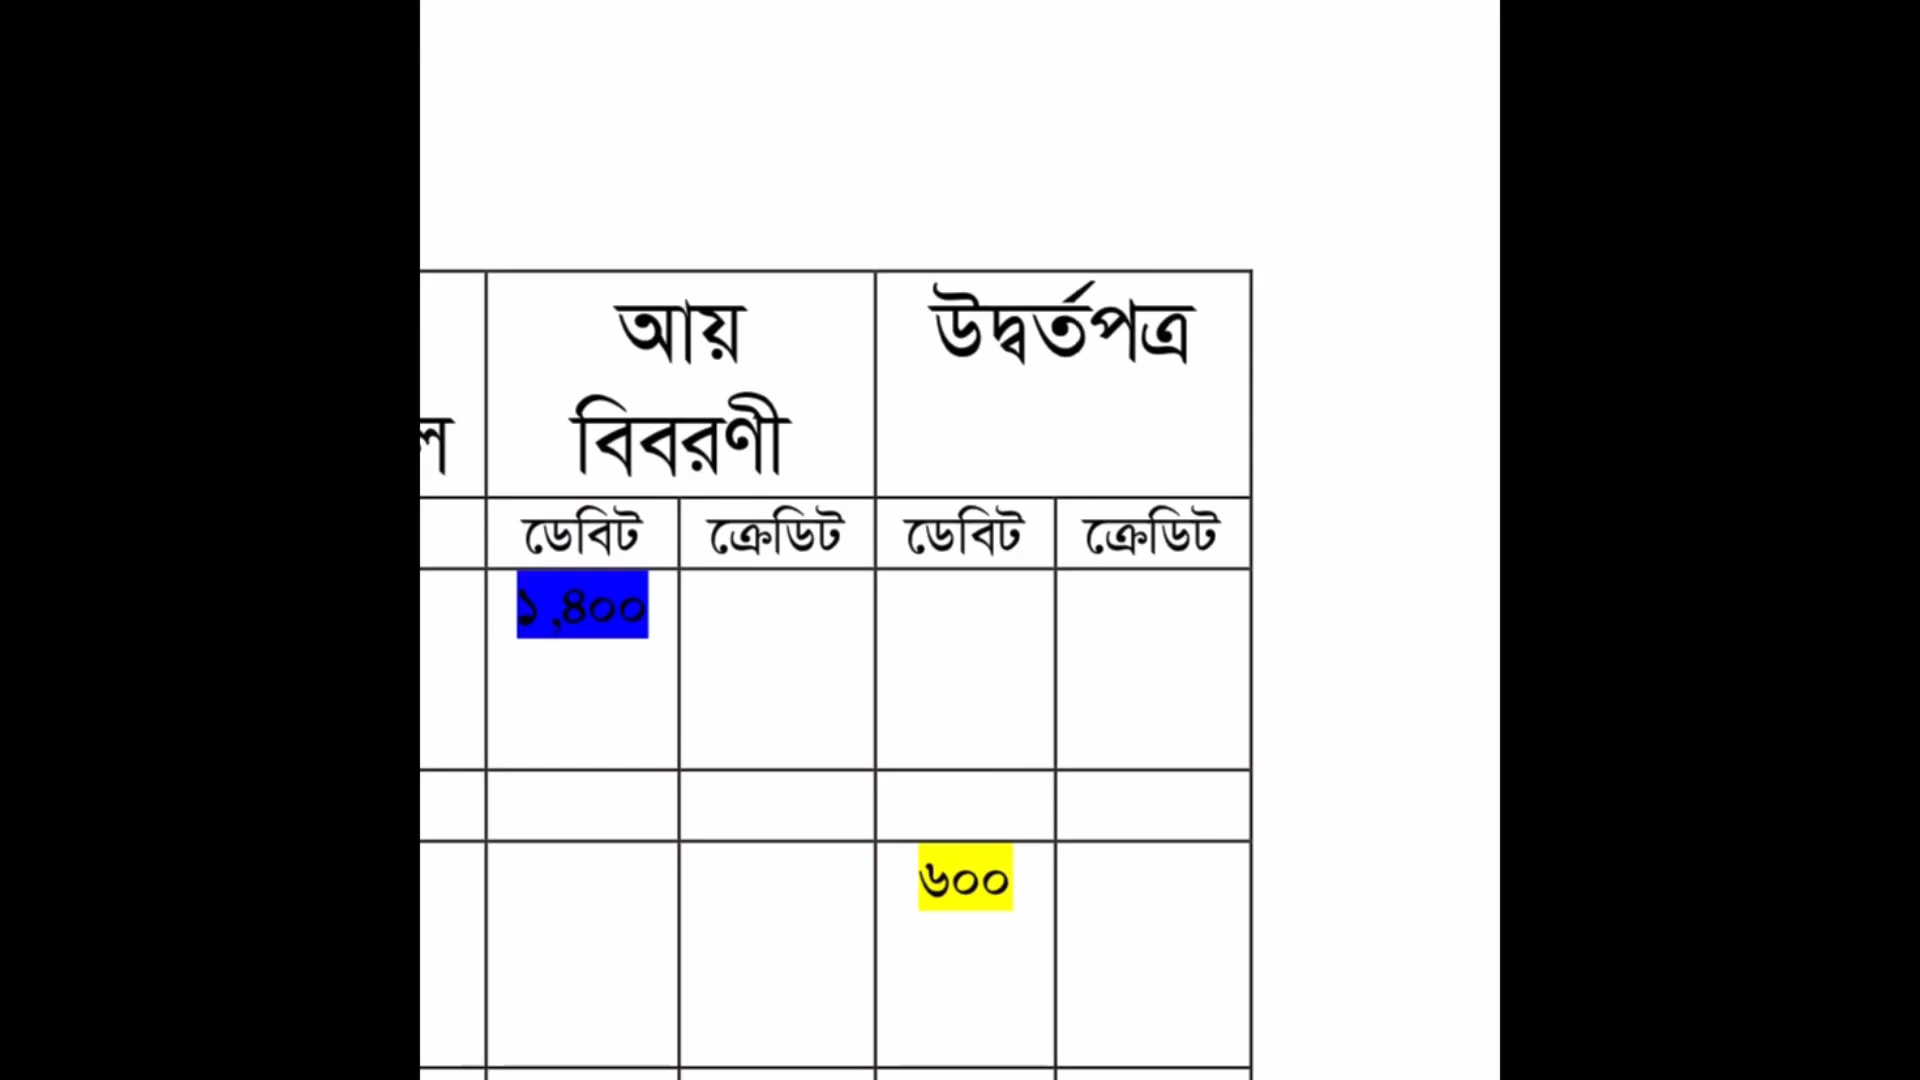 আয় উদ্বর্তপত্র
বিবরণী
ডেবিট ক্রেডিট ডেবিট ক্রেডিট
১,৪০০
৬০০